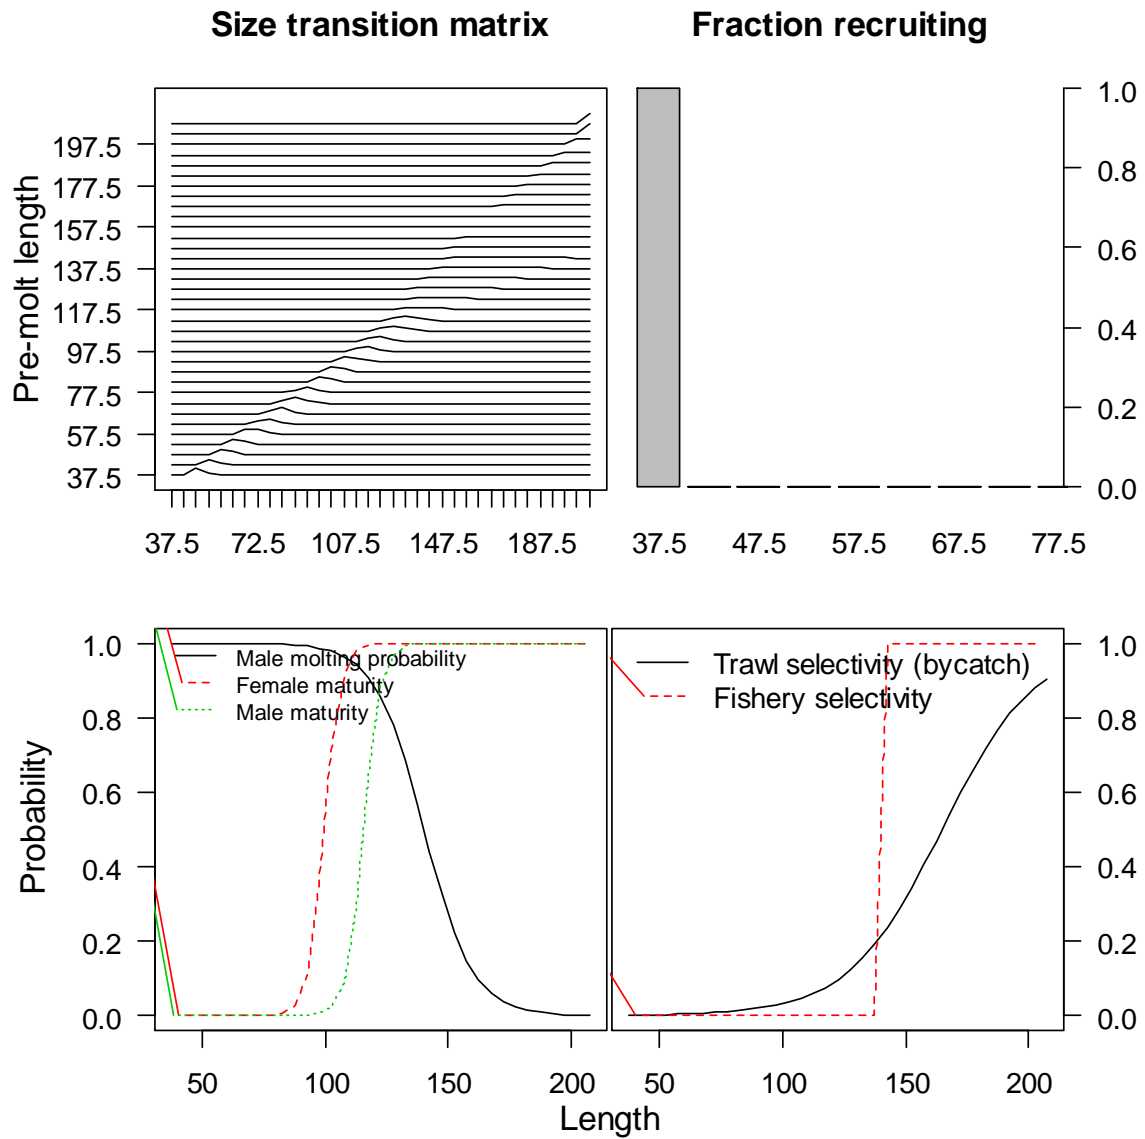 Size transition matrix
Fraction recruiting
Pre-molt length
197.5
177.5
157.5
137.5
117.5
97.5
77.5
57.5
37.5
37.5 72.5 107.5 147.5 187.5
1.0
0.8
0.6
0.4
0.2
0.0
37.5 47.5 57.5 67.5 77.5
Probability
1.0
0.8
0.6
0.4
0.2
0.0
Male molting probability
Female maturity
Male maturity
50 100 150 200
Trawl selectivity (bycatch)
Fishery selectivity
1.0
0.8
0.6
0.4
0.2
0.0
50 100 150 200
Length